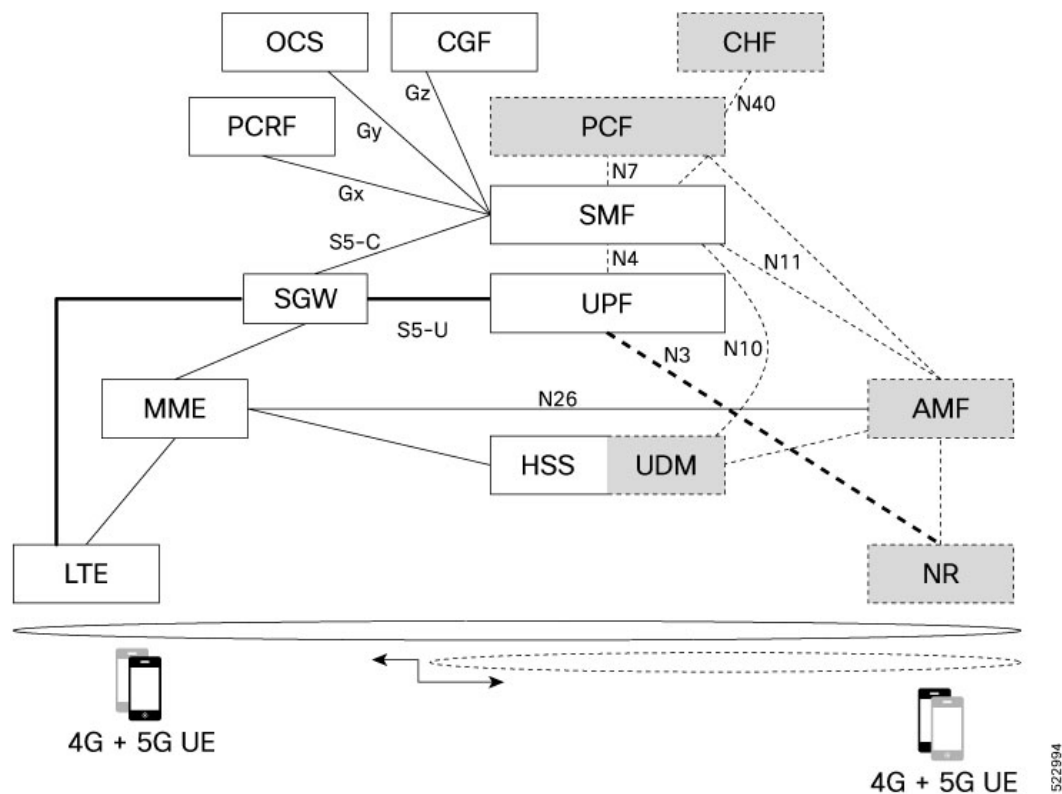 OCS
CGF
CHF
Gz
N40
PCRF
Gy
PCF
Gx
N7
SMF
S5-C
N4
N11
SGW
UPF
S5-U
N3
N10
MME
N26
AMF
HSS
UDM
LTE
NR
4G + 5G UE
4G + 5G UE
522994